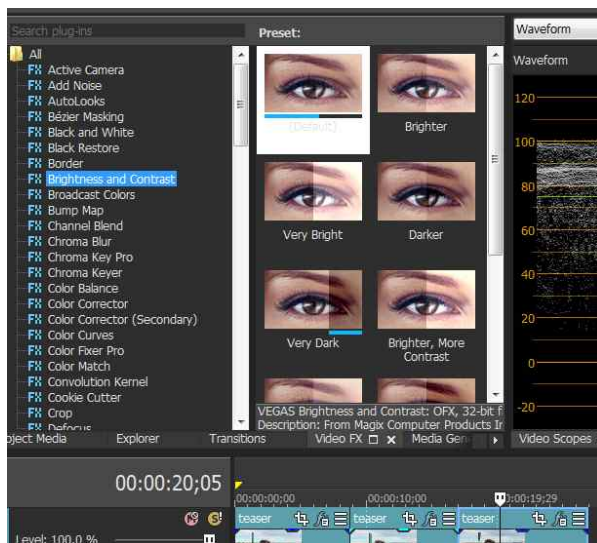 Search plug-ins
Preset:
Waveform
All
FX Active Camera
FX Add Noise
FX AutoLooks
FX Bézier Masking
FX Black and White
FX Black Restore
FX Border
FX Brightness and Contrast
FX Broadcast Colors
FX Bump Map
FX Channel Blend
FX Chroma Blur
FX Chroma Key Pro
FX Chroma Keyer
FX Color Balance
FX Color Corrector
FX Color Corrector (Secondary)
FX Color Curves
FX Color Fixer Pro
FX Color Match
FX Convolution Kernel
FX Cookie Cutter
FX Crop
FX Defocus
(Default)
Brighter
Very Bright
Darker
Very Dark
Brighter, More
Contrast
VEGAS Brightness and Contrast: OFX, 32-bit f
Description: From Magix Computer Products In
Waveform
120
100
80
60
40
20
0
-20
oject Media
Explorer
Transitions
Video FX
Media Gen
Video Scopes
00:00:20;05
00:00:00;00
00:00:10;00
0:00:19;29
teaser
teaser
teaser
Level: 100,0 %